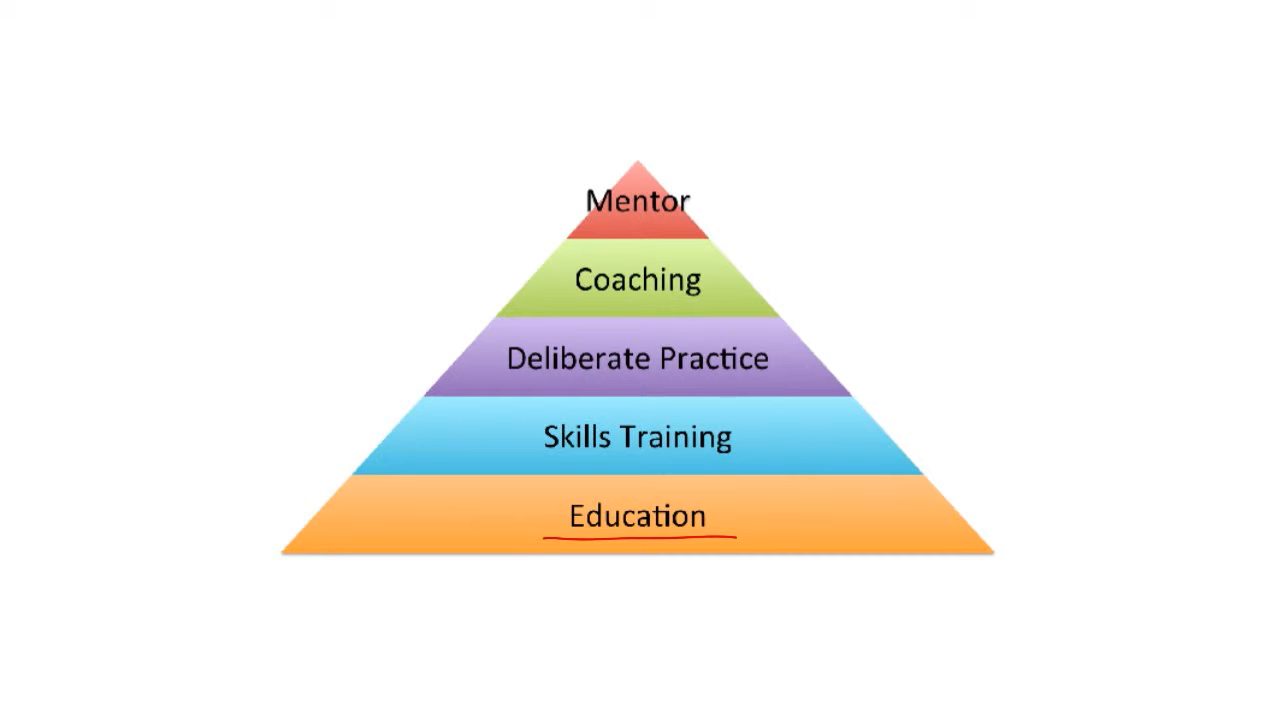 Mentor
Coaching
Deliberate Practice
Skills Training
Education